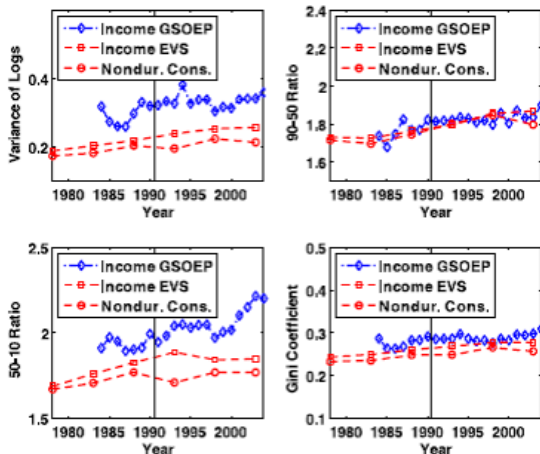 Income GSOEP
Income EVS
Nondur. Cons.
0.4
0.2
Variance of Logs
1980 1985 1990 1995 2000
Year
2.4
2.2
2
1.8
1.6
90-50 Ratio
Income GSOEP
Income EVS
Nondur. Cons.
1980 1985 1990 1995 2000
Year
2.5
2
1.5
50-10 Ratio
Income GSOEP
Income EVS
Nondur. Cons.
1980 1985 1990 1995 2000
Year
0.5
0.4
0.3
0.2
0.1
Gini Coefficient
Income GSOEP
Income EVS
Nondur. Cons.
1980 1985 1990 1995 2000
Year